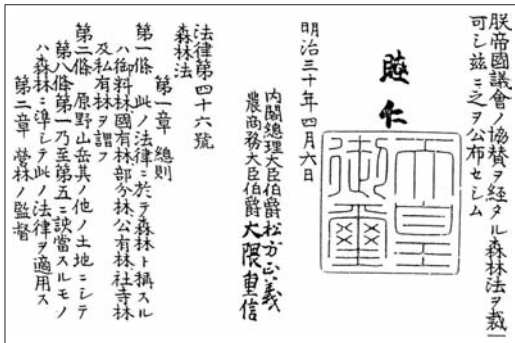 朕帝國議會ノ協賛ヲ經タル森林法ヲ裁
可シ茲ニ之ヲ公布セシム
睦仁
天皇
御璽
明治三十年四月六日
內閣總理大臣伯爵松方正義
農商務大臣伯爵大隈重信
法律第四十六號
森林法
第一章 總則
第一條 此ノ法律ニ於テ森林ト稱スル
ハ御料林國有林部分林公有林社寺林
及私有林ヲ謂フ
第二條 原野山岳其ノ他ノ土地ニシテ
第八條第一乃至第五ニ該當スルモノ
ハ森林ニ準シテ此ノ法律ヲ適用ス
第二章 營林ノ監督